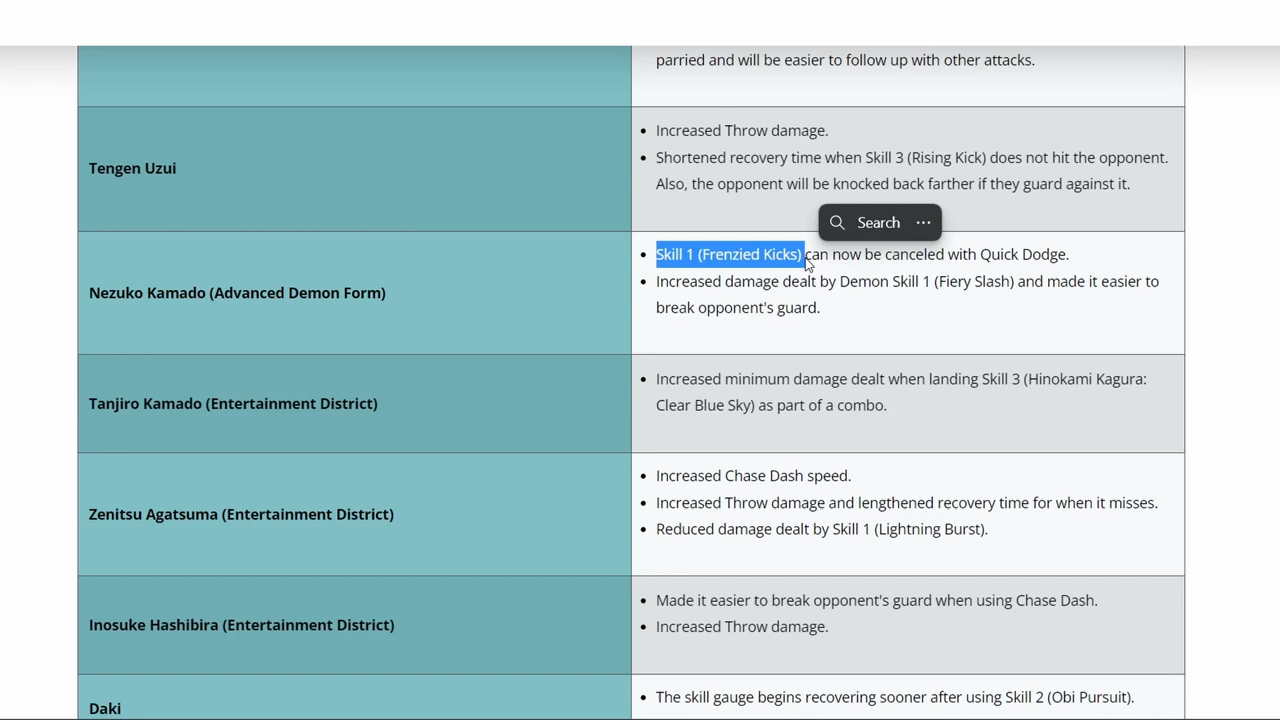 parried and will be easier to follow up with other attacks.
Tengen Uzui
Increased Throw damage.
Shortened recovery time when Skill 3 (Rising Kick) does not hit the opponent.
Also, the opponent will be knocked back farther if they guard against it.
Search
Nezuko Kamado (Advanced Demon Form)
Skill 1 (Frenzied Kicks) can now be canceled with Quick Dodge.
Increased damage dealt by Demon Skill 1 (Fiery Slash) and made it easier to
break opponent's guard.
Tanjiro Kamado (Entertainment District)
Increased minimum damage dealt when landing Skill 3 (Hinokami Kagura:
Clear Blue Sky) as part of a combo.
Zenitsu Agatsuma (Entertainment District)
Increased Chase Dash speed.
Increased Throw damage and lengthened recovery time for when it misses.
Reduced damage dealt by Skill 1 (Lightning Burst).
Inosuke Hashibira (Entertainment District)
Made it easier to break opponent's guard when using Chase Dash.
Increased Throw damage.
Daki
The skill gauge begins recovering sooner after using Skill 2 (Obi Pursuit).